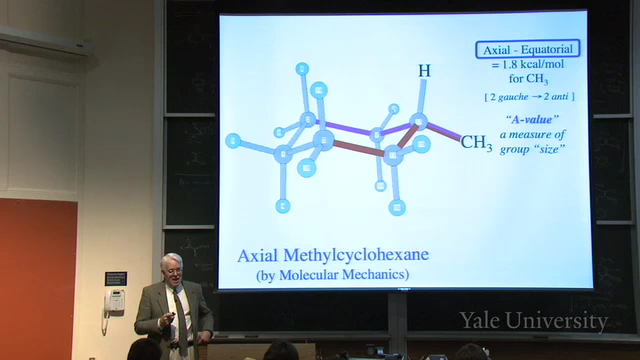 Axial - Equatorial
= 1.8 kcal/mol
for CH3
[ 2 gauche → 2 anti ]
"A-value"
a measure of
group "size"
H
CH3
Axial Methylcyclohexane
(by Molecular Mechanics)
Yale University